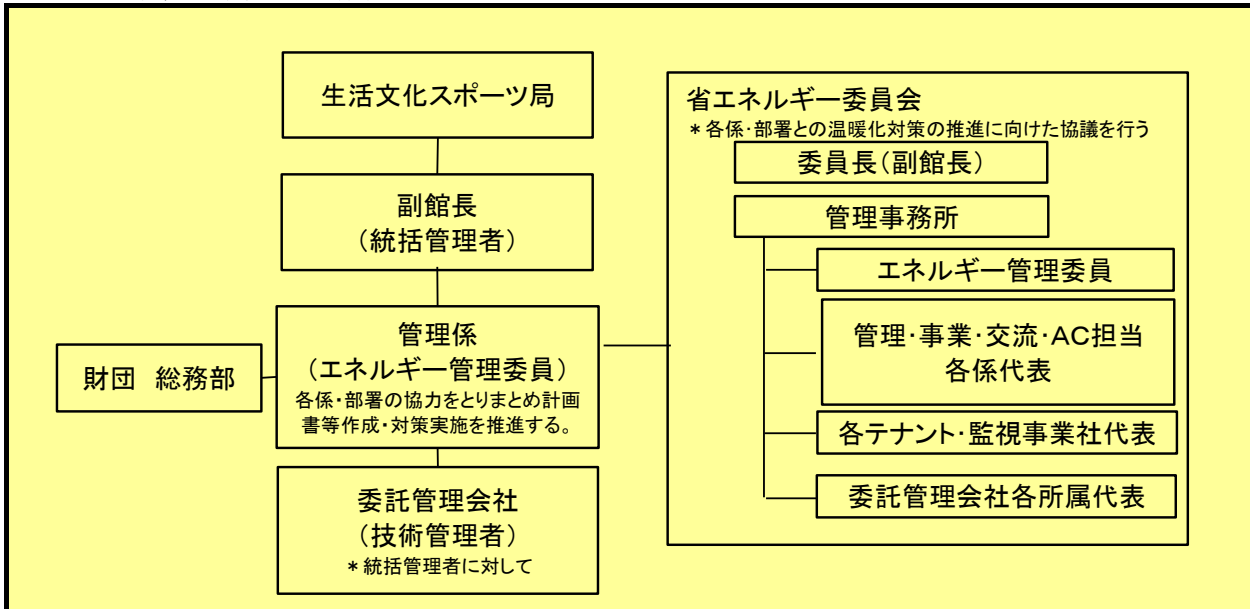 生活文化スポーツ局
副館長
（統括管理者）
財団　総務部
管理係
（エネルギー管理委員）
各係・部署の協力をとりまとめ計画
書等作成・対策実施を推進する。
委託管理会社
（技術管理者）
＊統括管理者に対して
省エネルギー委員会
＊各係・部署との温暖化対策の推進に向けた協議を行う
委員長（副館長）
管理事務所
エネルギー管理委員
管理・事業・交流・AC担当
各係代表
各テナント・監視事業社代表
委託管理会社各所属代表